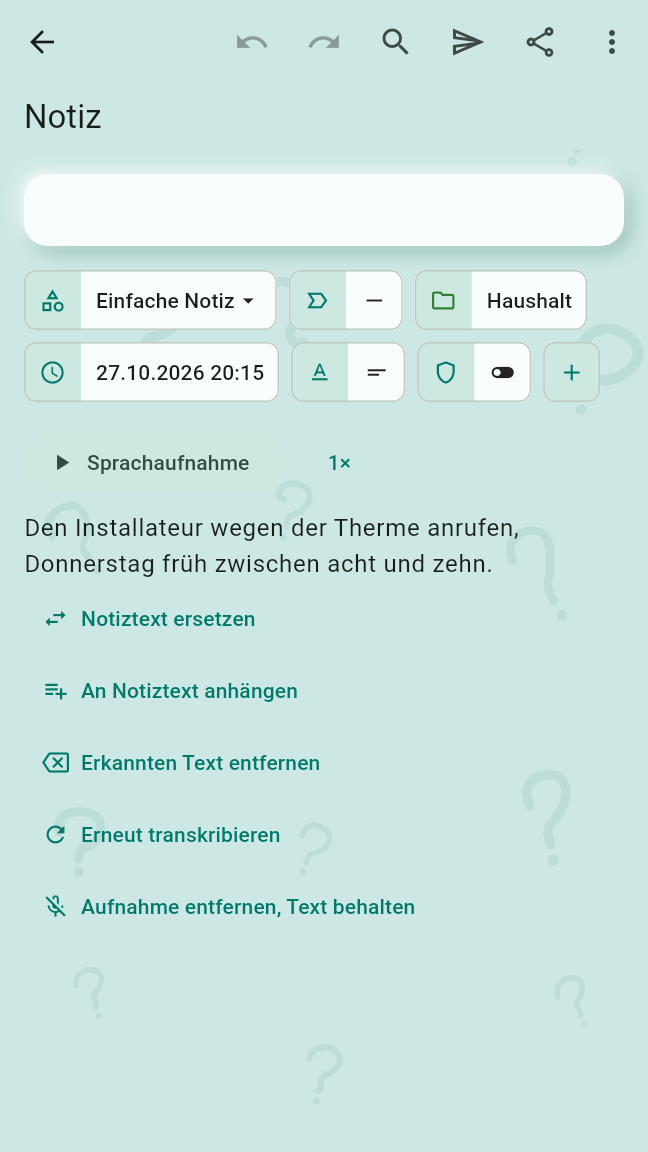 Notiz
Einfache Notiz
Haushalt
27.10.2026 20:15
Sprachaufnahme
1×
Den Installateur wegen der Therme anrufen,
Donnerstag früh zwischen acht und zehn.
Notiztext ersetzen
An Notiztext anhängen
Erkannten Text entfernen
Erneut transkribieren
Aufnahme entfernen, Text behalten